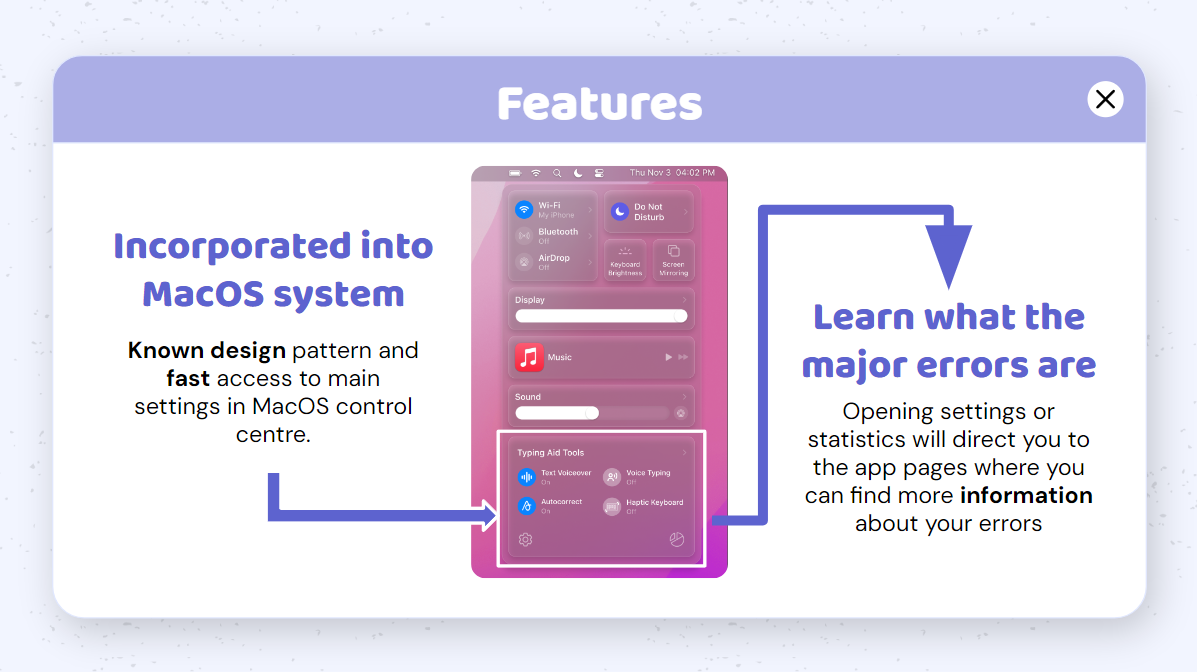 Features
Incorporated into
MacOS system
Known design pattern and
fast access to main
settings in MacOS control
centre.
Thu Nov 3 04:02 PM
Wi-Fi
My iPhone
Bluetooth
Off
AirDrop
Off
Do Not
Disturb
Keyboard
Brightness
Screen
Mirroring
Display
Music
Sound
Typing Aid Tools
Text Voiceover
On
Voice Typing
Off
Autocorrect
On
Haptic Keyboard
Off
Learn what the
major errors are
Opening settings or
statistics will direct you to
the app pages where you
can find more information
about your errors